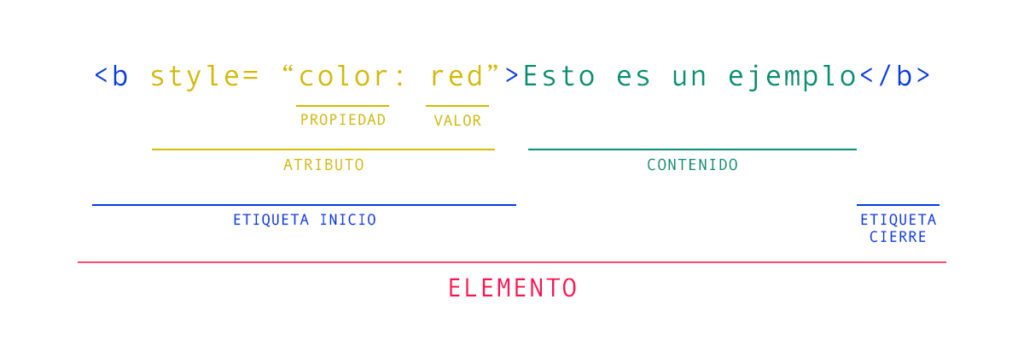 <b style= “color: red”>Esto es un ejemplo</b>
PROPIEDAD VALOR
ATRIBUTO CONTENIDO
ETIQUETA INICIO ETIQUETA
CIERRE
ELEMENTO